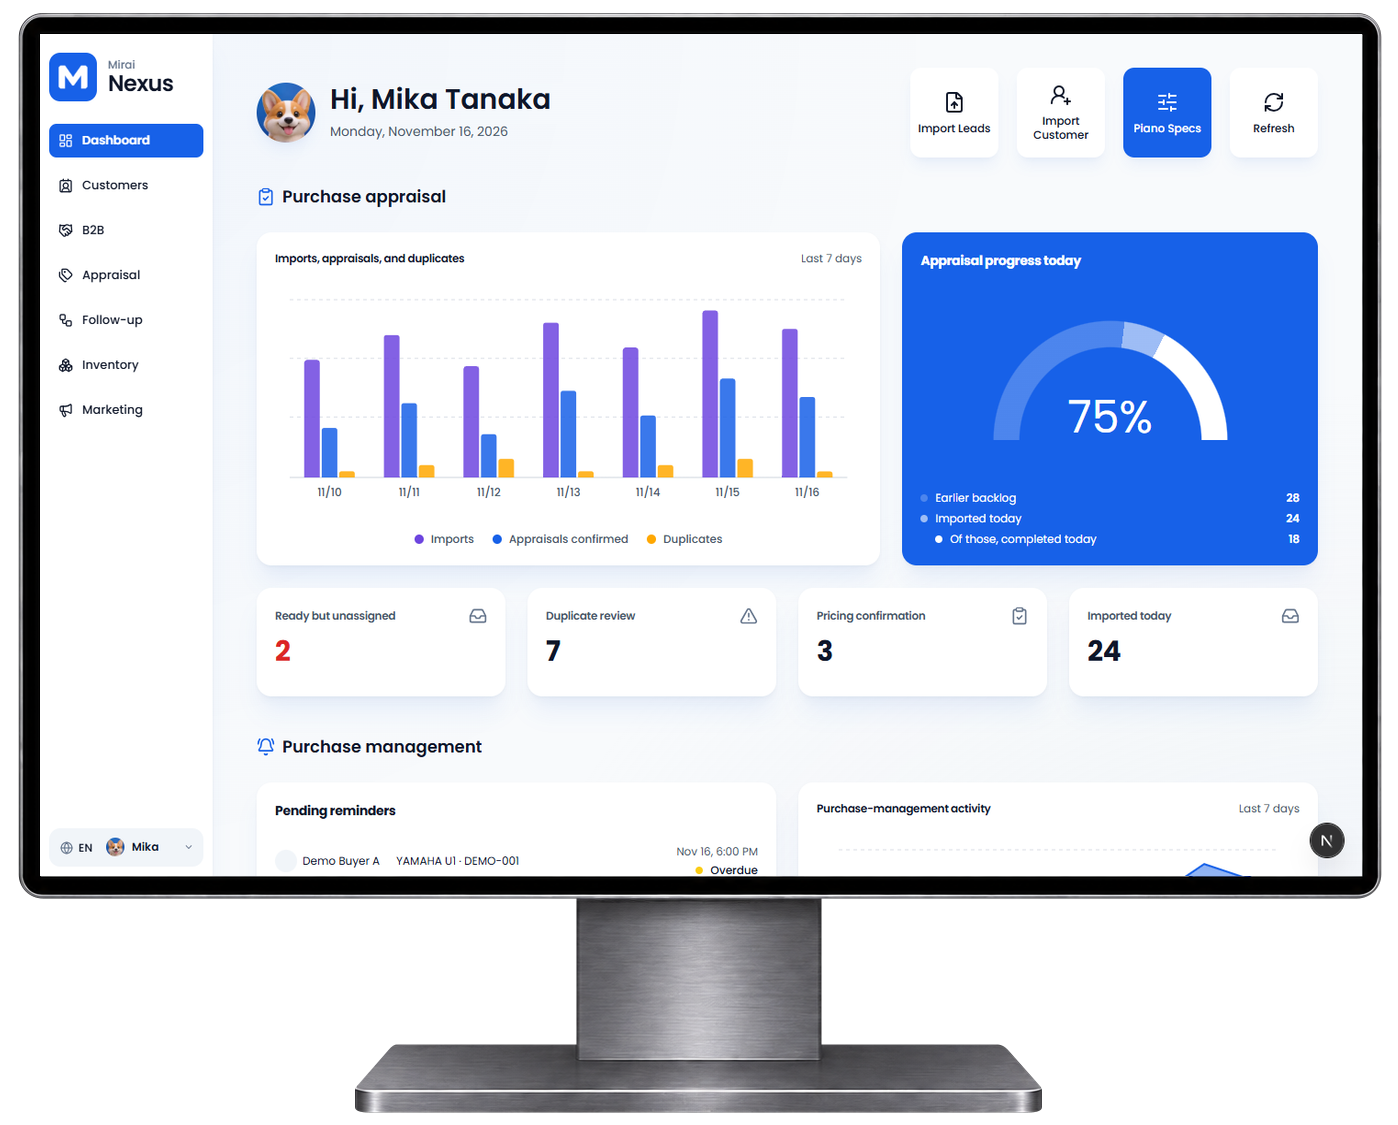 M
Mirai
Nexus
Dashboard
Customers
B2B
Appraisal
Follow-up
Inventory
Marketing
EN
Mika
Hi, Mika Tanaka
Monday, November 16, 2026
Import Leads
Import
Customer
Piano Specs
Refresh
Purchase appraisal
Imports, appraisals, and duplicates
Last 7 days
11/10 11/11 11/12 11/13 11/14 11/15 11/16
Imports Appraisals confirmed Duplicates
Appraisal progress today
75%
Earlier backlog 28
Imported today 24
Of those, completed today 18
Ready but unassigned
2
Duplicate review
7
Pricing confirmation
3
Imported today
24
Purchase management
Pending reminders
Demo Buyer A YAMAHA U1 · DEMO-001
Nov 16, 6:00 PM
Overdue
Purchase-management activity
Last 7 days
N